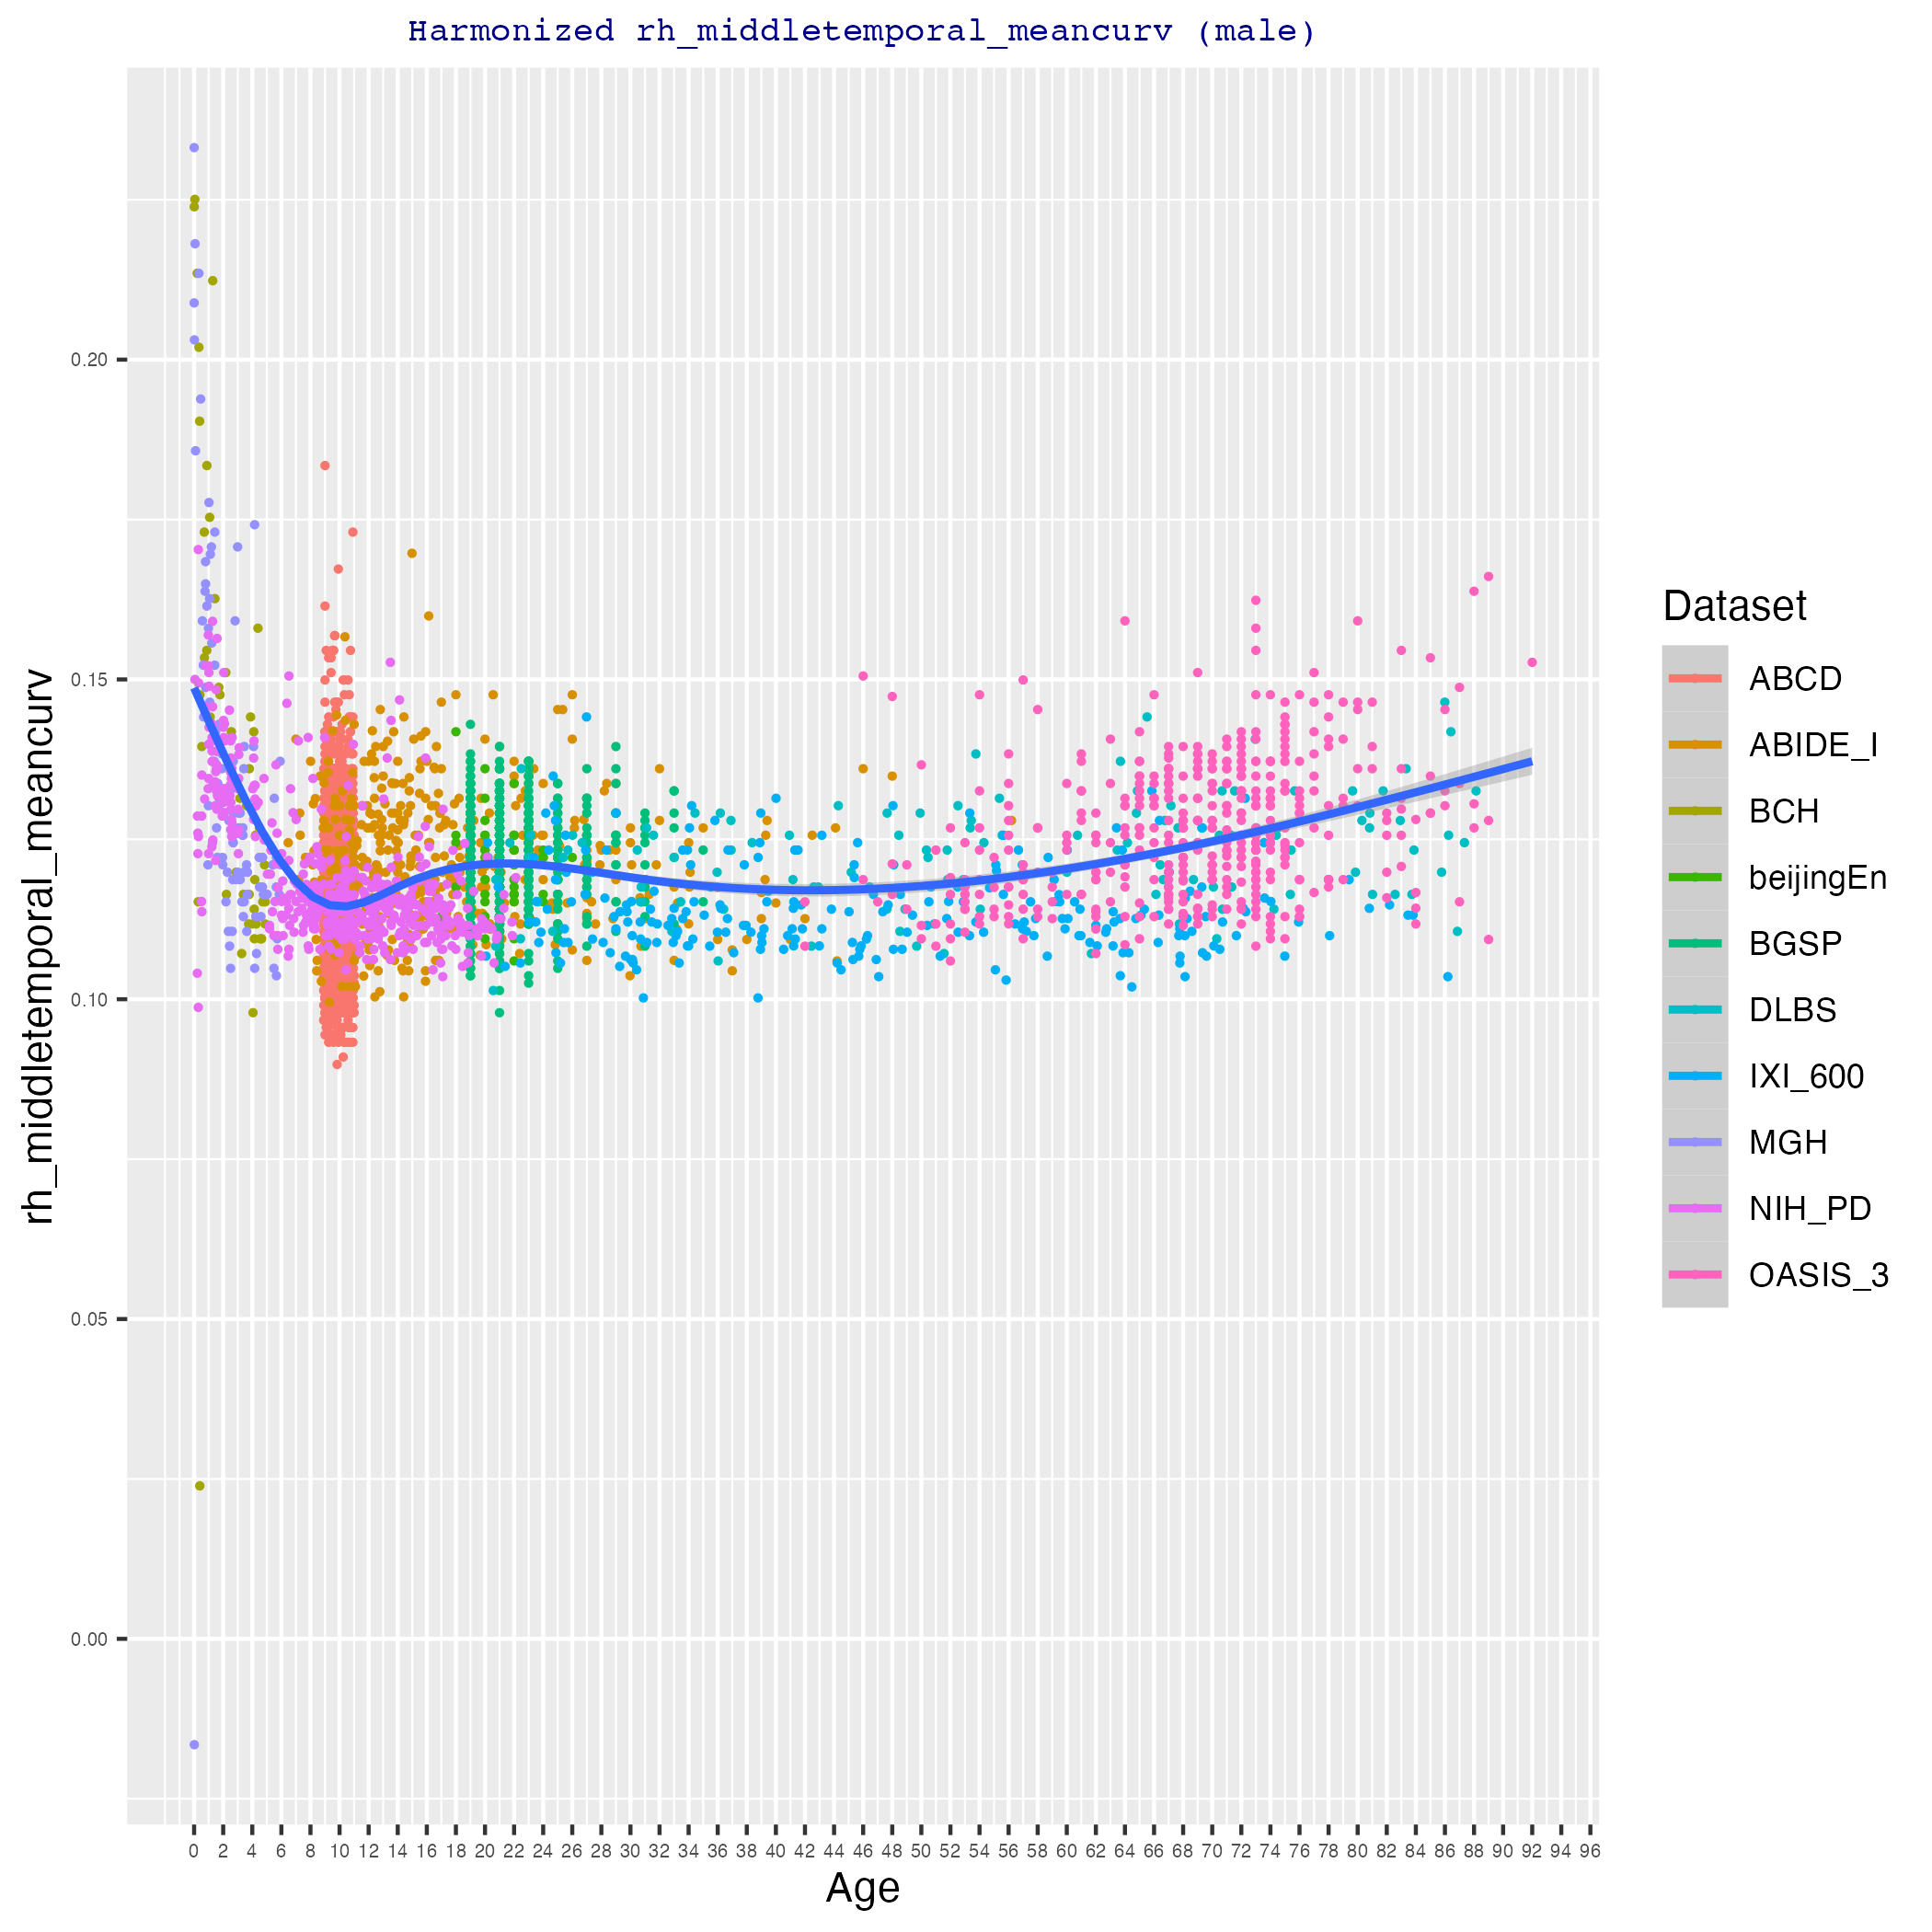 Harmonized rh_middletemporal_meancurv (male)
rh_middletemporal_meancurv
0.20
0.15
0.10
0.05
0.00
0 2 4 6 8 10 12 14 16 18 20 22 24 26 28 30 32 34 36 38 40 42 44 46 48 50 52 54 56 58 60 62 64 66 68 70 72 74 76 78 80 82 84 86 88 90 92 94 96
Age
Dataset
ABCD
ABIDE_I
BCH
beijingEn
BGSP
DLBS
IXI_600
MGH
NIH_PD
OASIS_3